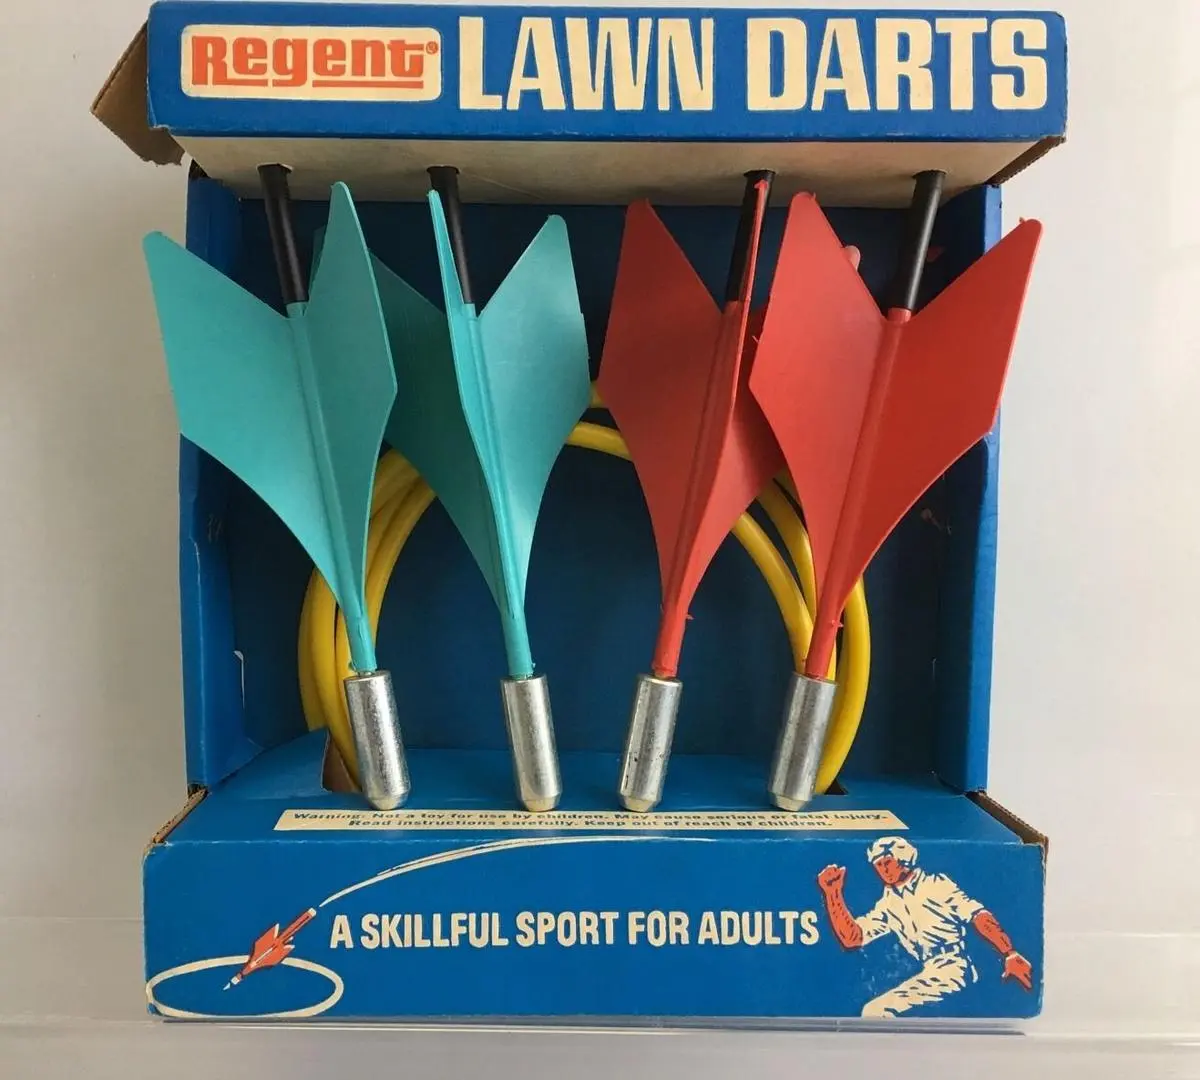 Regent® LAWN DARTS
Warning: Not a toy for use by children. May cause serious or fatal injury.
Read instructions carefully. Keep out of reach of children.
A SKILLFUL SPORT FOR ADULTS